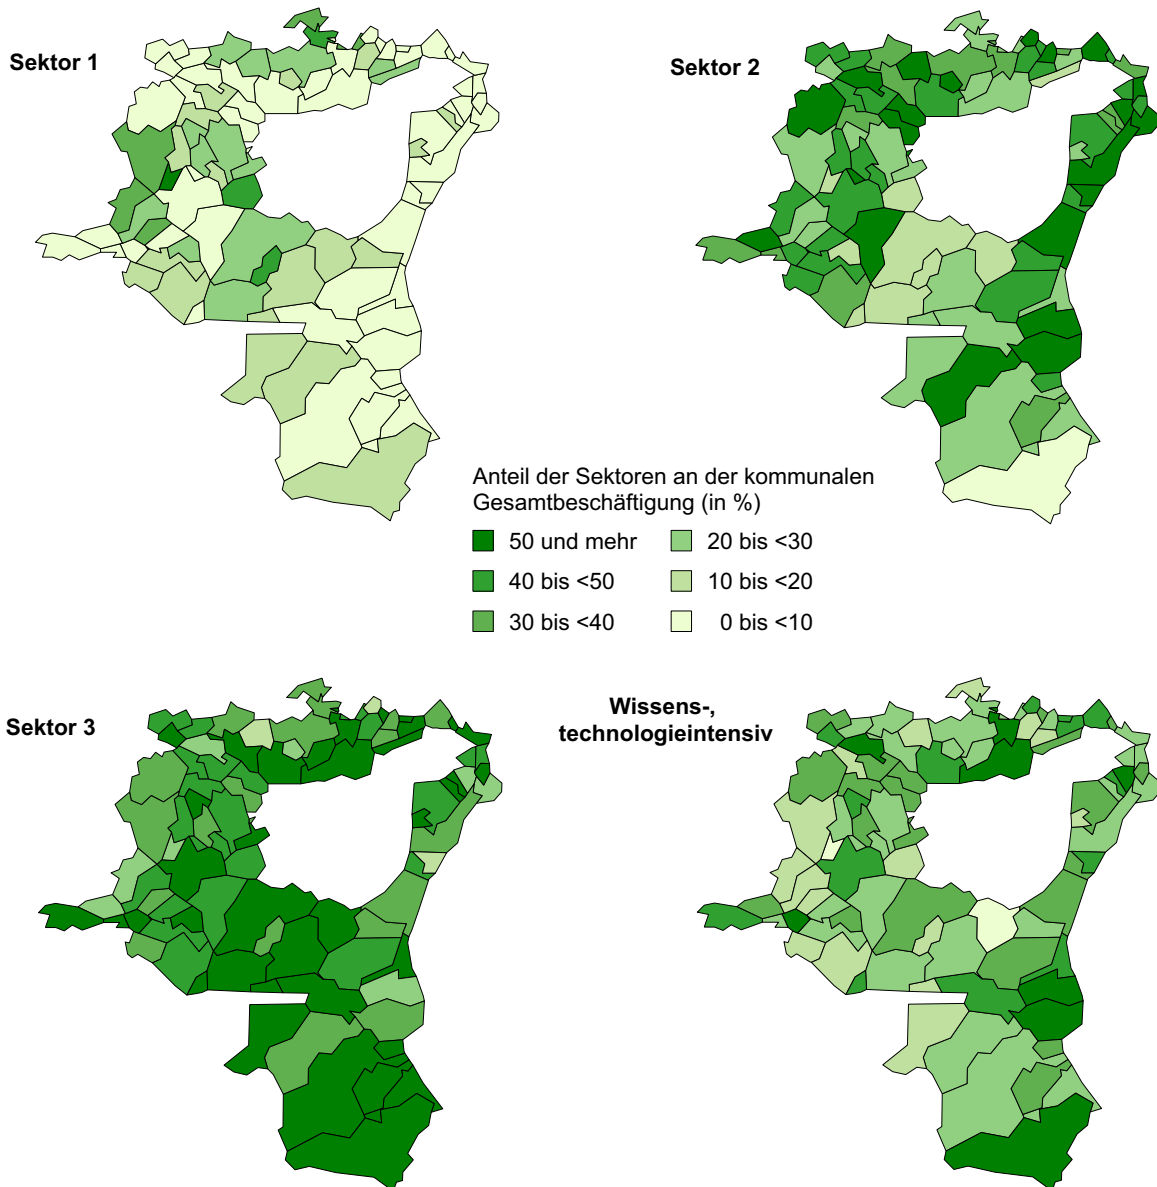 Sektor 1
Sektor 2
Anteil der Sektoren an der kommunalen
Gesamtbeschäftigung (in %)
50 und mehr
20 bis <30
40 bis <50
10 bis <20
30 bis <40
0 bis <10
Sektor 3
Wissens-,
technologieintensiv